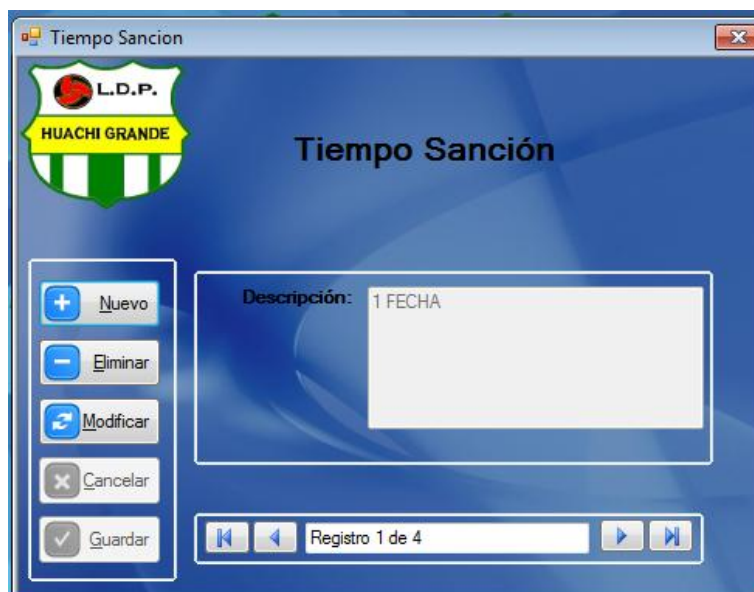 Tiempo Sancion
L.D.P.
HUACHI GRANDE
Tiempo Sanción
Nuevo
Eliminar
Modificar
Cancelar
Guardar
Descripción:
1 FECHA
Registro 1 de 4